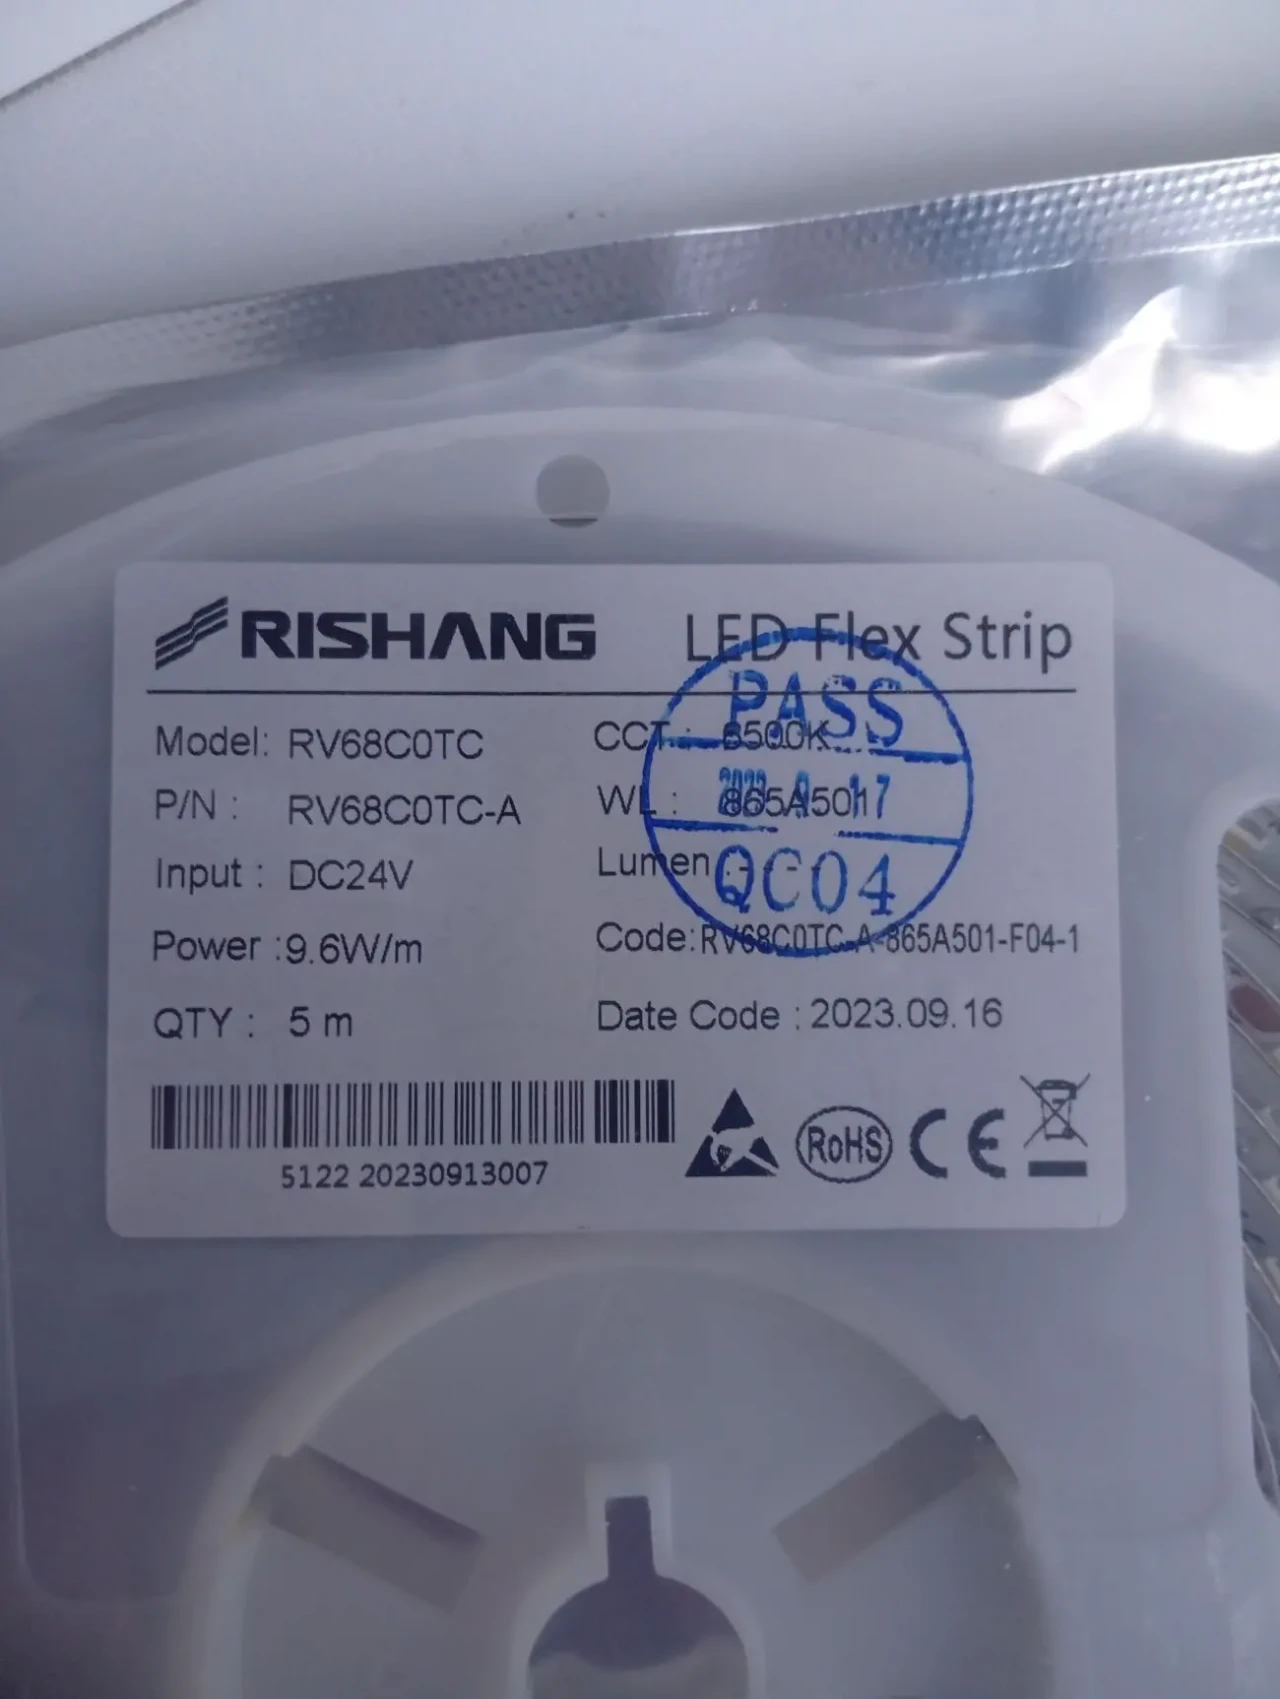 RISHANG LED Flex Strip
Model: RV68C0TC CCT : 6500K
P/N : RV68C0TC-A WL : 865A501
Input : DC24V Lumen : - - -
Power :9.6W/m Code:RV68C0TC-A-865A501-F04-1
QTY : 5 m Date Code : 2023.09.16
5122 20230913007
RoHS CE
PASS
QC04